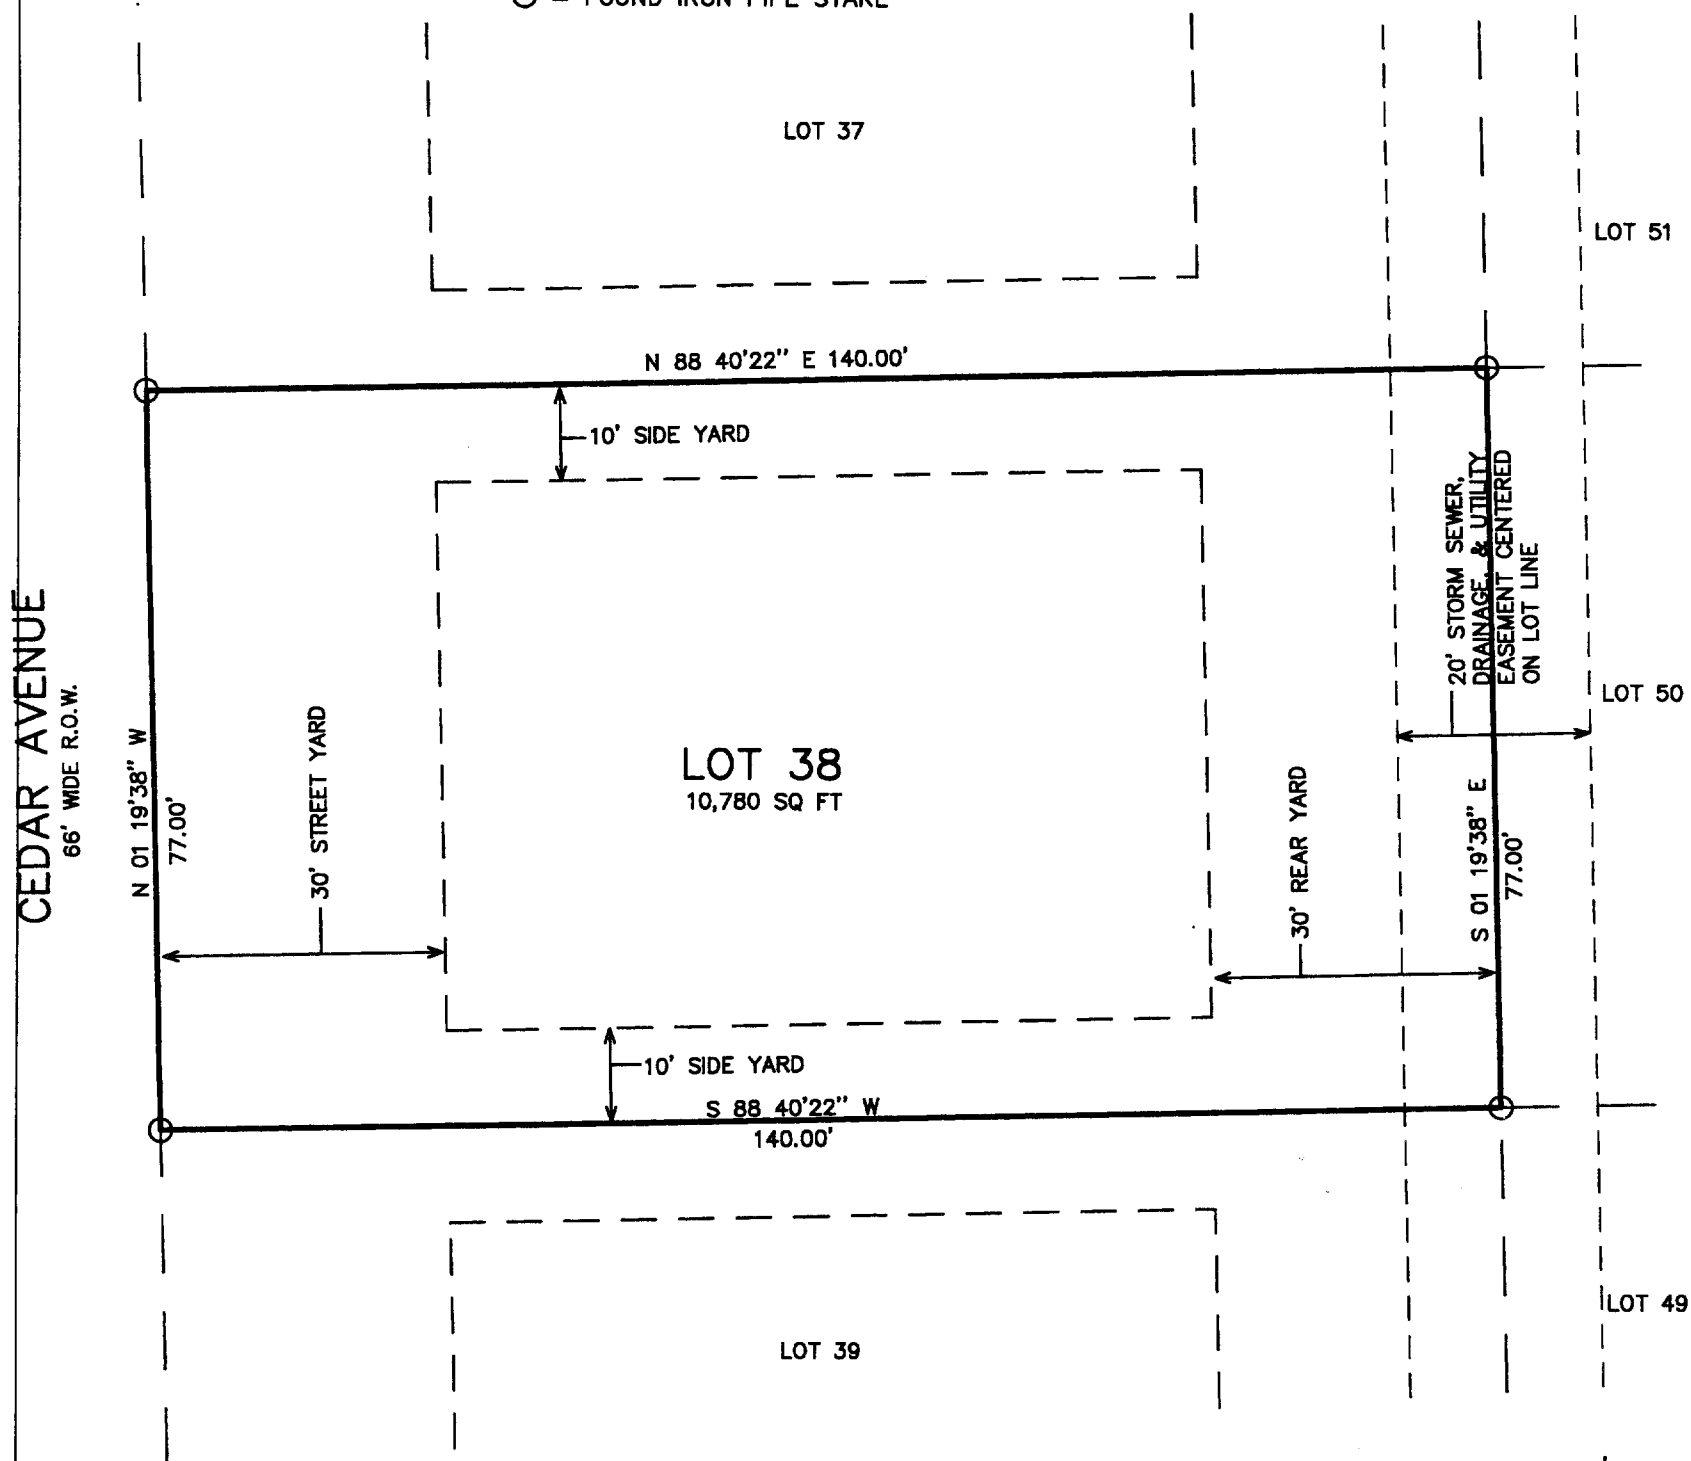 = FOUND IRON PIPE STAKE
LOT 37
LOT 51
N 88 40'22" E 140.00'
10' SIDE YARD
20' STORM SEWER,
DRAINAGE, & UTILITY
EASEMENT CENTERED
ON LOT LINE
CEDAR AVENUE
66' WIDE R.O.W.
N 01 19'38" W
77.00'
30' STREET YARD
LOT 38
10,780 SQ FT
30' REAR YARD
S 01 19'38" E
77.00'
LOT 50
10' SIDE YARD
S 88 40'22" W
140.00'
LOT 39
LOT 49